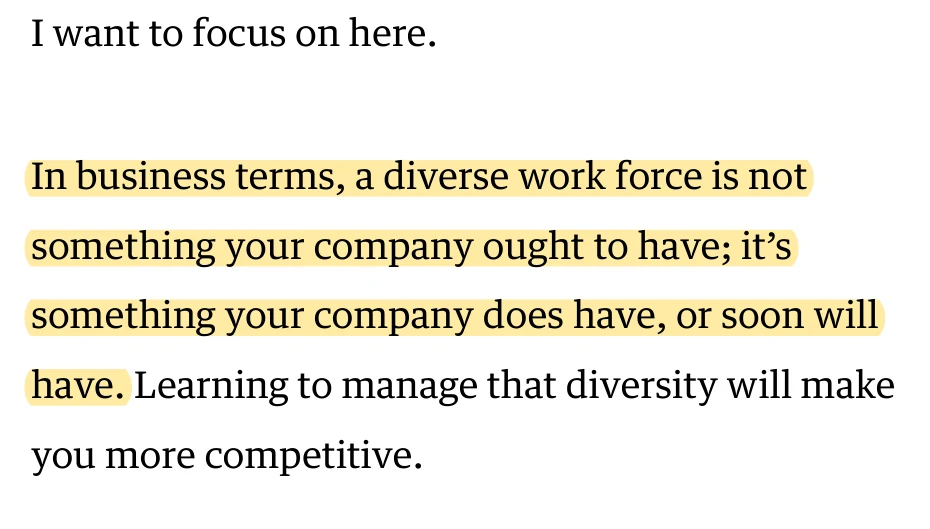 I want to focus on here.
In business terms, a diverse work force is not
something your company ought to have; it’s
something your company does have, or soon will
have. Learning to manage that diversity will make
you more competitive.